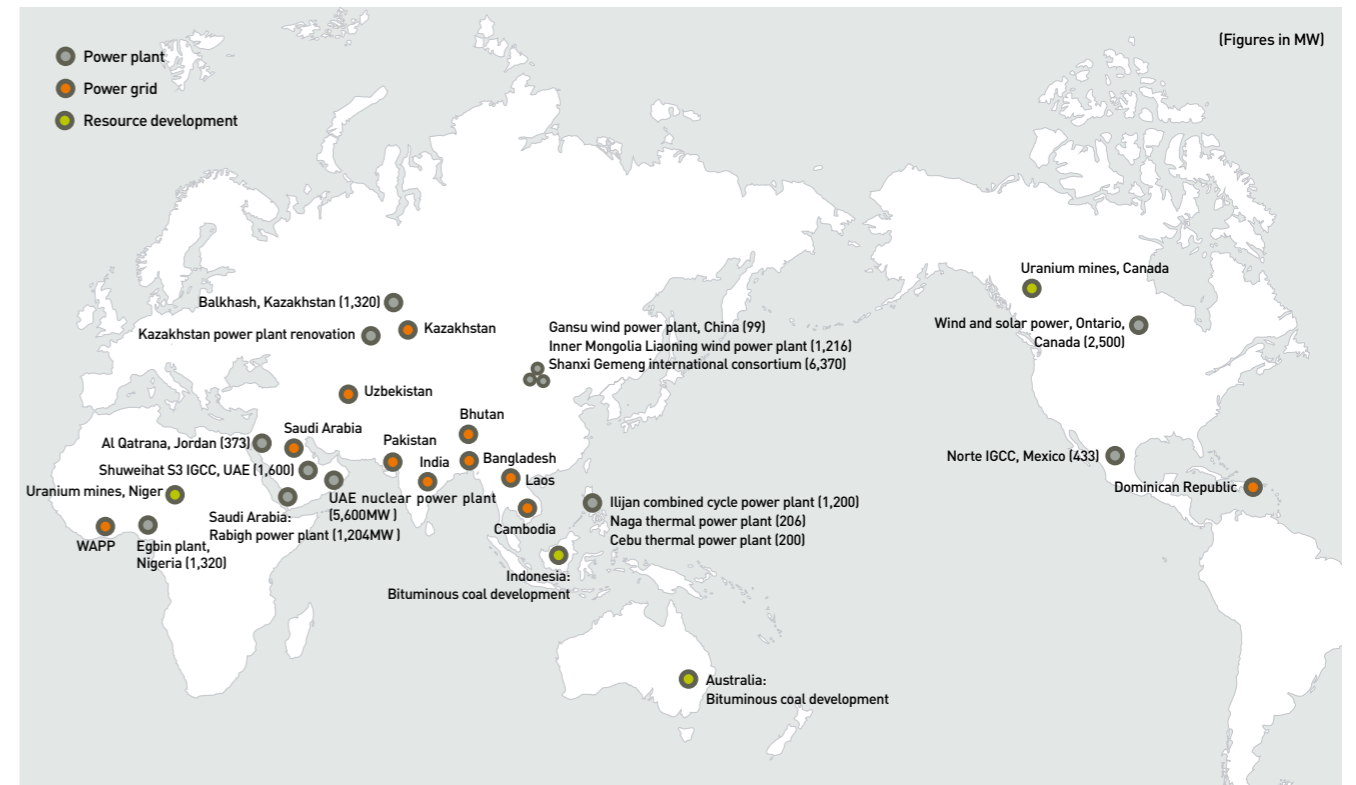 (Figures in MW)
Power plant
Power grid
Resource development
Uranium mines, Canada
Wind and solar power, Ontario,
Canada (2,500)
Balkhash, Kazakhstan (1,320)
Kazakhstan power plant renovation
Kazakhstan
Gansu wind power plant, China (99)
Inner Mongolia Liaoning wind power plant (1,216)
Shanxi Gemeng international consortium (6,370)
Uzbekistan
Bhutan
Saudi Arabia
Al Qatrana, Jordan (373)
Pakistan
India
Bangladesh
Laos
Shuweihat S3 IGCC, UAE (1,600)
Uranium mines, Niger
UAE nuclear power plant
(5,600MW )
Saudi Arabia:
Rabigh power plant (1,204MW )
WAPP
Egbin plant,
Nigeria (1,320)
Cambodia
Ilijan combined cycle power plant (1,200)
Naga thermal power plant (206)
Cebu thermal power plant (200)
Norte IGCC, Mexico (433)
Dominican Republic
Indonesia:
Bituminous coal development
Australia:
Bituminous coal development